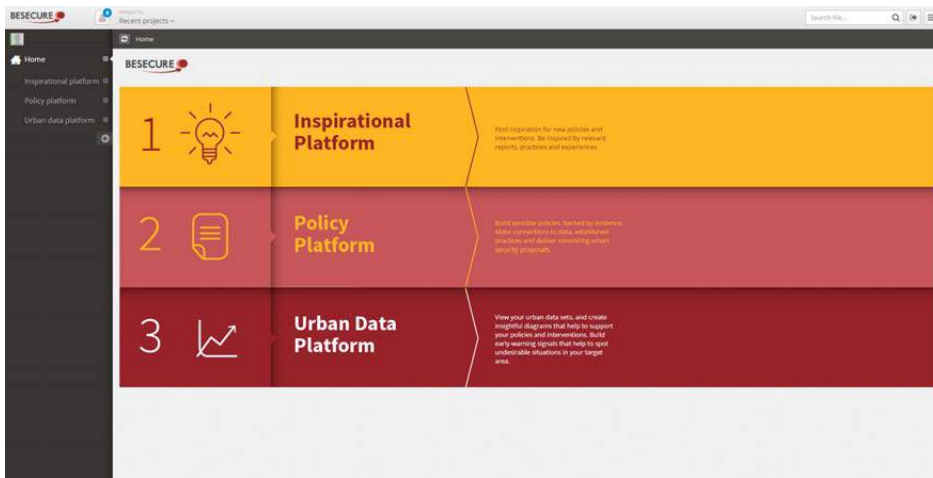 BESECURE
0
PROJECTS
Recent projects
Search file...
Home
Home
Inspirational platform
Policy platform
Urban data platform
BESECURE
1
Inspirational
Platform
Find inspiration for new policies and
interventions. Be inspired by relevant
reports, practices and experiences.
2
Policy
Platform
Build sensible policies, backed by evidence.
Make connections to data, established
practices and deliver convincing urban
security proposals.
3
Urban Data
Platform
View your urban data sets, and create
insightful diagrams that help to support
your policies and interventions. Build
early-warning signals that help to spot
undesirable situations in your target
area.